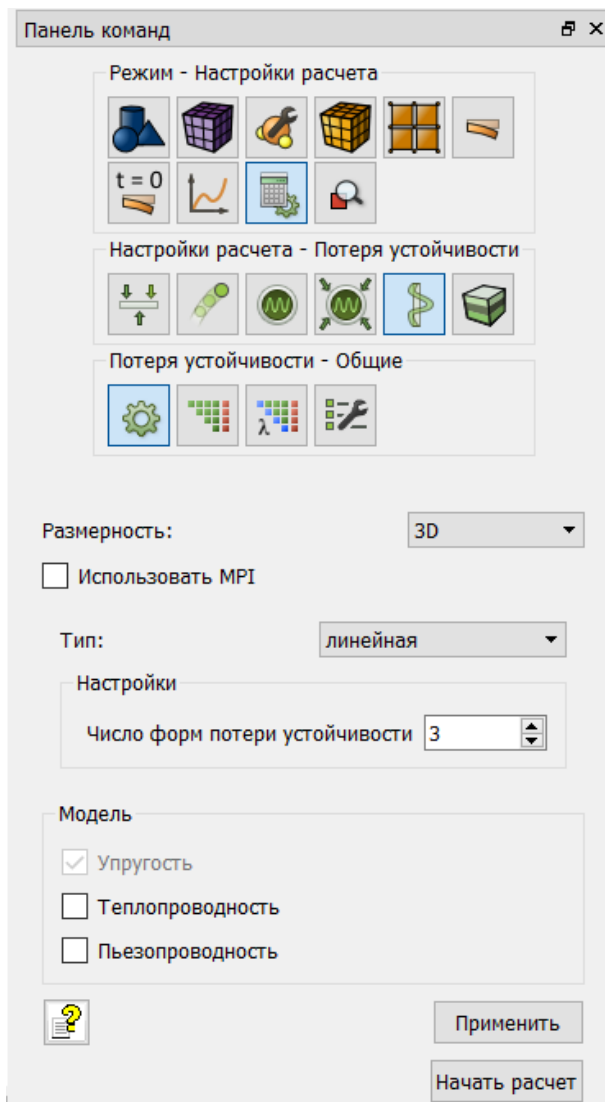 Панель команд
Режим - Настройки расчета
t = 0
Настройки расчета - Потеря устойчивости
Потеря устойчивости - Общие
λ
Размерность: 3D
Использовать MPI
Тип: линейная
Настройки
Число форм потери устойчивости 3
Модель
Упругость
Теплопроводность
Пьезопроводность
?
Применить
Начать расчет